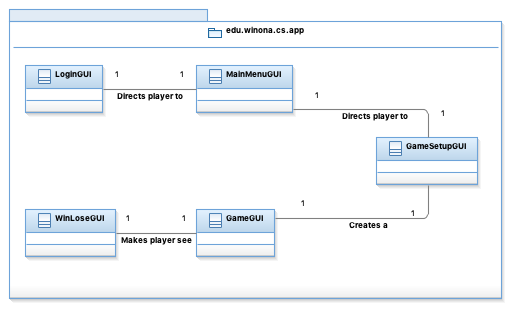 edu.winona.cs.app
LoginGUI
1
1
Directs player to
MainMenuGUI
1
Directs player to
1
GameSetupGUI
WinLoseGUI
1
1
Makes player see
GameGUI
1
Creates a
1